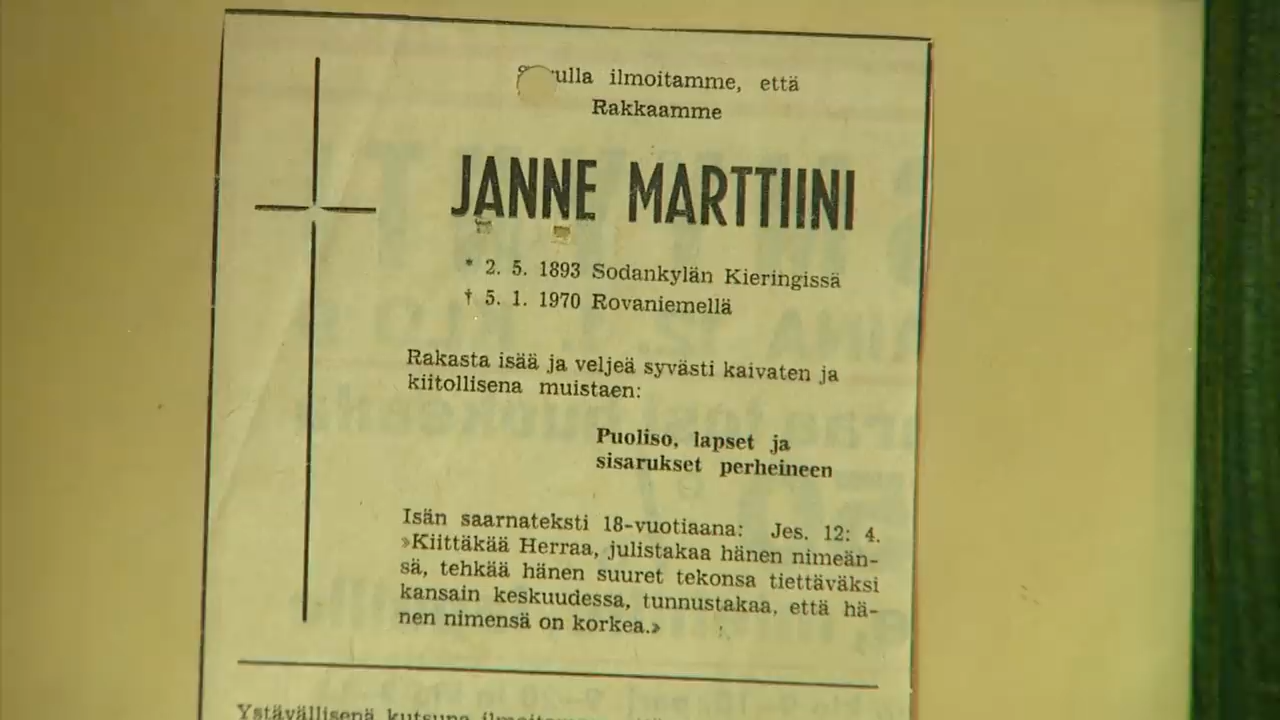 ilmoitamme, että
Rakkaamme
JANNE MARTTIINI
* 2. 5. 1893 Sodankylän Kieringissä
† 5. 1. 1970 Rovaniemellä
Rakasta isää ja veljeä syvästi kaivaten ja
kiitollisena muistaen:
Puoliso, lapset ja
sisarukset perheineen
Isän saarnateksti 18-vuotiaana: Jes. 12: 4.
»Kiittäkää Herraa, julistakaa hänen nimeän-
sä, tehkää hänen suuret tekonsa tiettäväksi
kansain keskuudessa, tunnustakaa, että hä-
nen nimensä on korkea.»
Ystävällisenä kutsuna